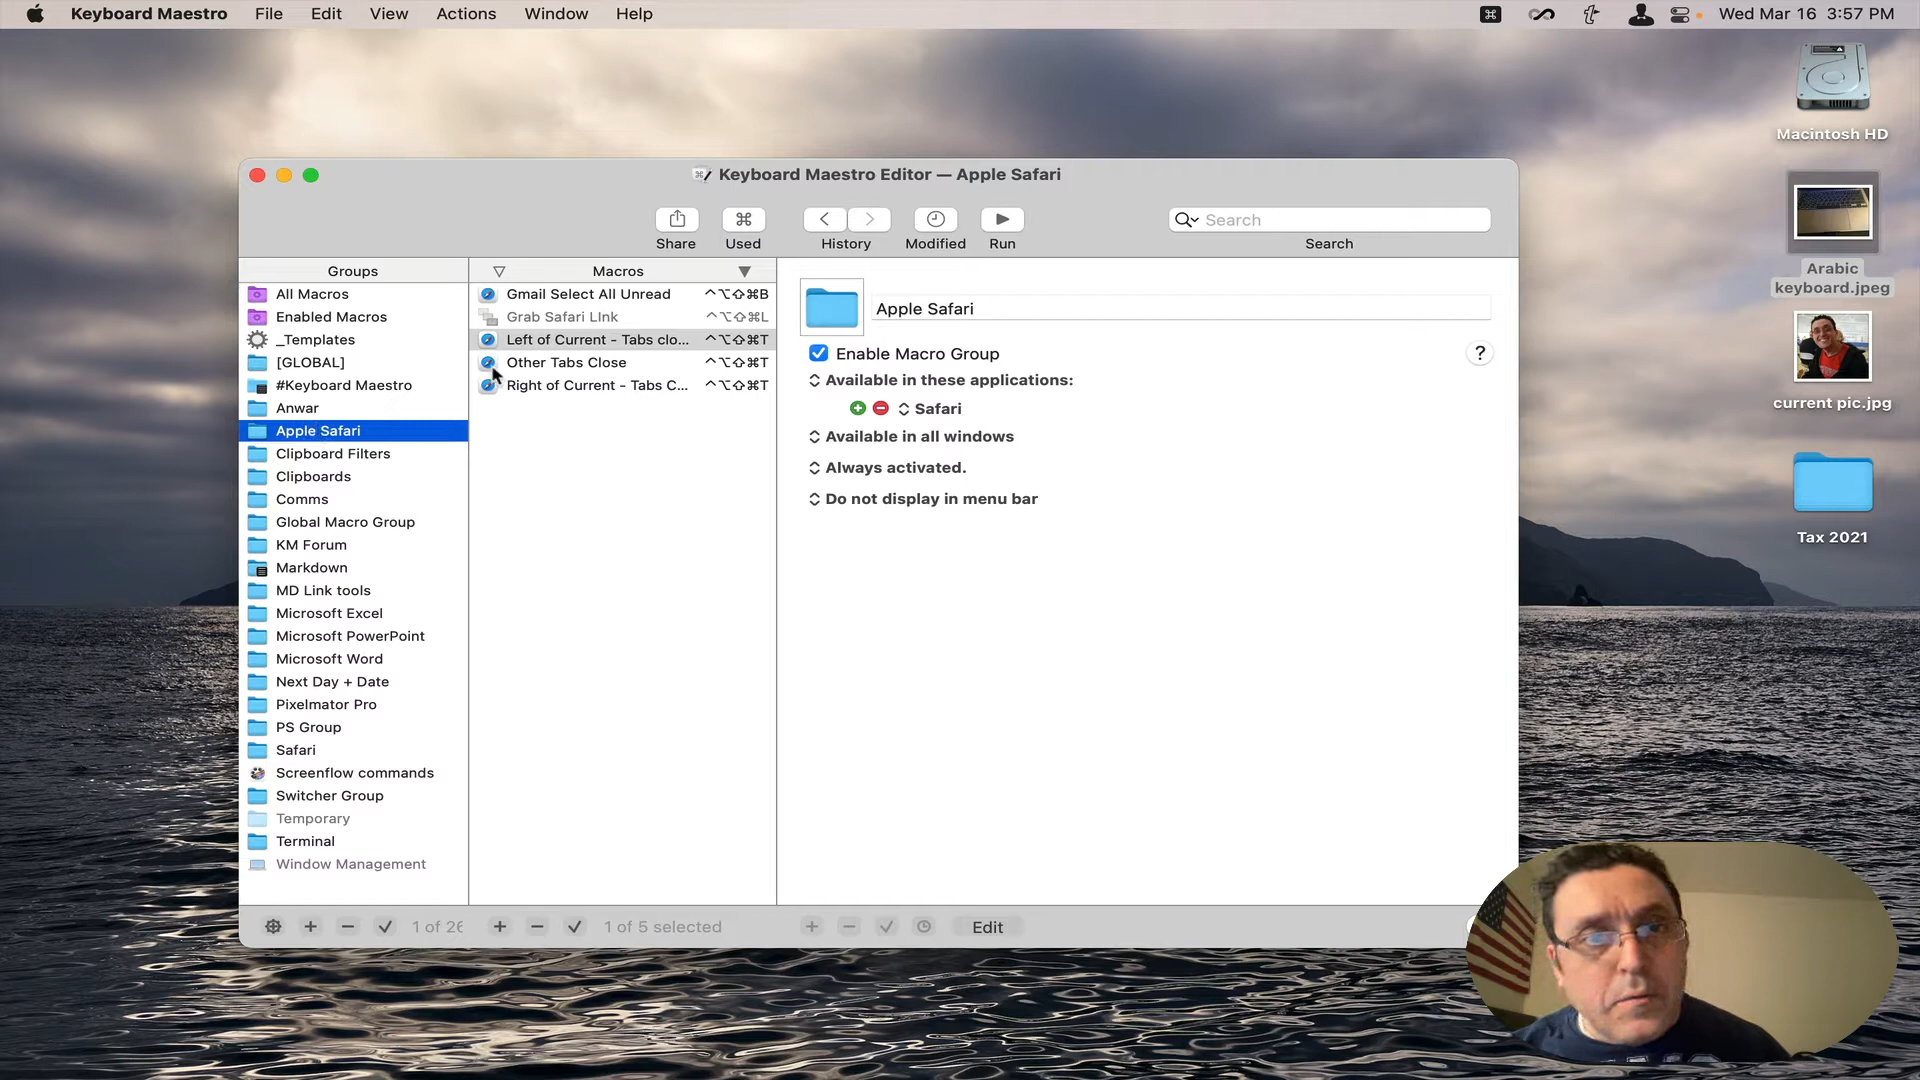 Keyboard Maestro File Edit View Actions Window Help Wed Mar 16 3:57 PM
Macintosh HD
Arabic
keyboard.jpeg
current pic.jpg
Tax 2021
Keyboard Maestro Editor — Apple Safari
Search
Share Used History Modified Run Search
Groups
All Macros
Enabled Macros
_Templates
[GLOBAL]
#Keyboard Maestro
Anwar
Apple Safari
Clipboard Filters
Clipboards
Comms
Global Macro Group
KM Forum
Markdown
MD Link tools
Microsoft Excel
Microsoft PowerPoint
Microsoft Word
Next Day + Date
Pixelmator Pro
PS Group
Safari
Screenflow commands
Switcher Group
Temporary
Terminal
Window Management
Macros
Gmail Select All Unread ^⌥⇧⌘B
Grab Safari LInk ^⌥⇧⌘L
Left of Current - Tabs clo... ^⌥⇧⌘T
Other Tabs Close ^⌥⇧⌘T
Right of Current - Tabs C... ^⌥⇧⌘T
Apple Safari
Enable Macro Group ?
Available in these applications:
Safari
Available in all windows
Always activated.
Do not display in menu bar
1 of 26
1 of 5 selected
Edit